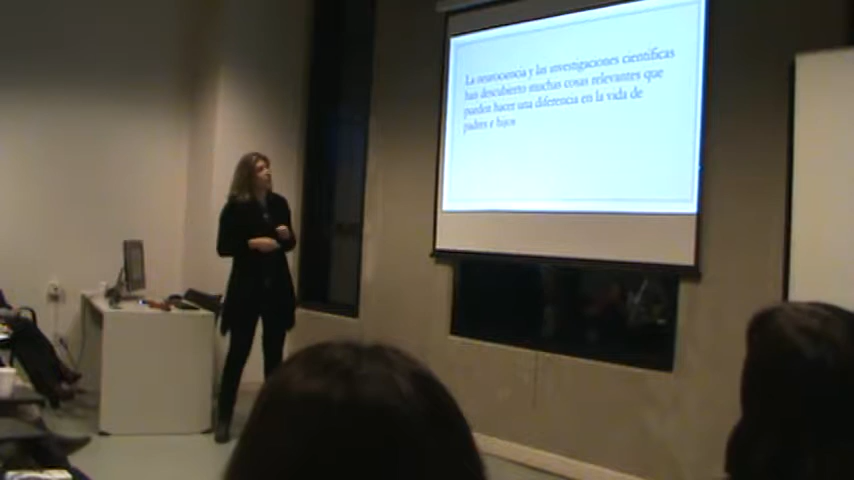 La neurociencia y las investigaciones científicas
han descubierto muchas cosas relevantes que
pueden hacer una diferencia en la vida de
padres e hijos